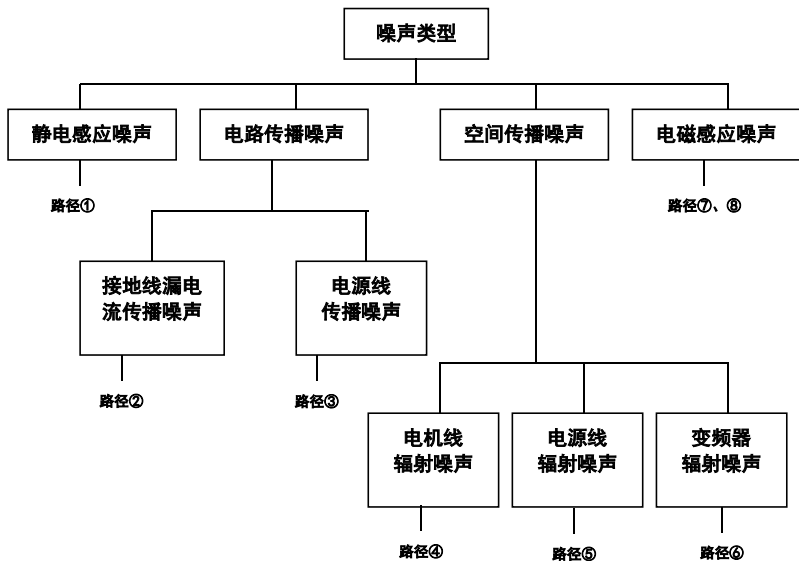 噪声类型
静电感应噪声
电路传播噪声
空间传播噪声
电磁感应噪声
路径①
路径⑦、⑧
接地线漏电
流传播噪声
电源线
传播噪声
路径②
路径③
电机线
辐射噪声
电源线
辐射噪声
变频器
辐射噪声
路径④
路径⑤
路径⑥